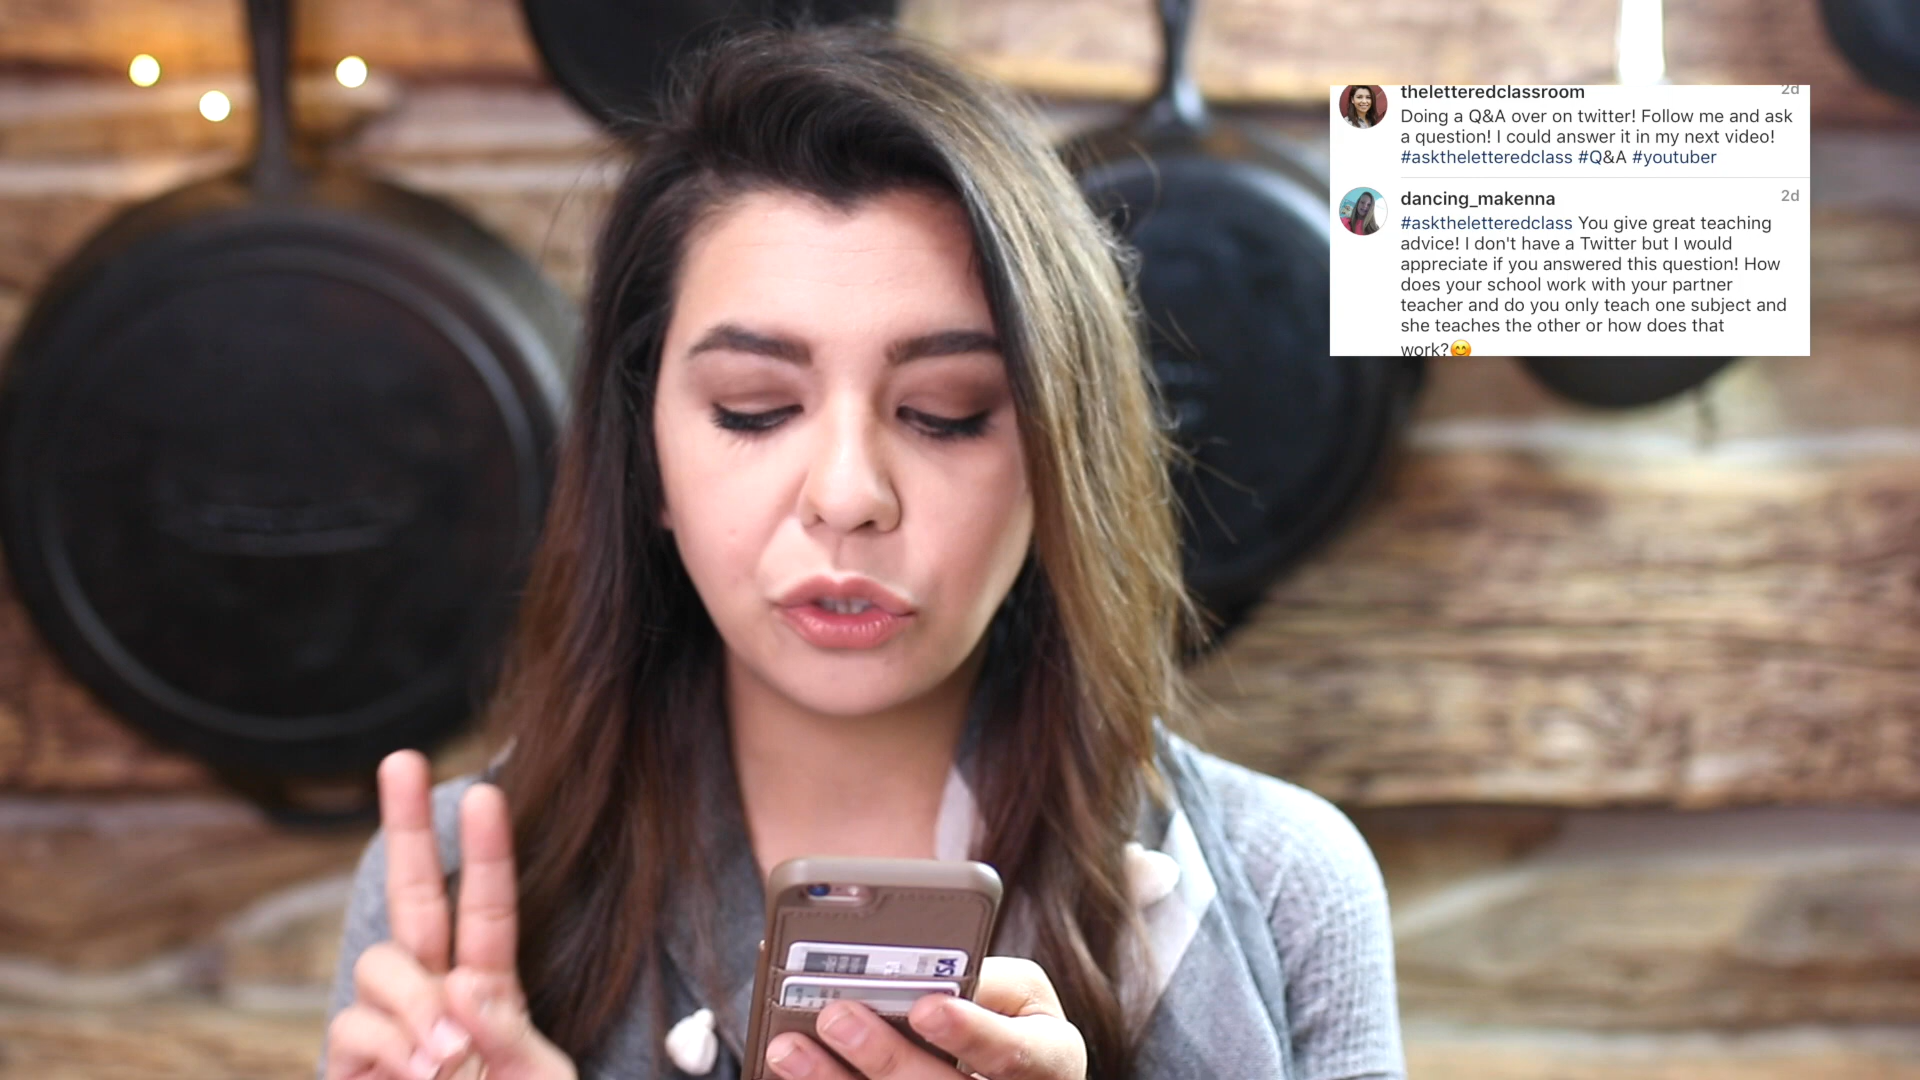 theletteredclassroom 2d
Doing a Q&A over on twitter! Follow me and ask
a question! I could answer it in my next video!
#asktheletteredclass #Q&A #youtuber
dancing_makenna 2d
#asktheletteredclass You give great teaching
advice! I don't have a Twitter but I would
appreciate if you answered this question! How
does your school work with your partner
teacher and do you only teach one subject and
she teaches the other or how does that
work?😊
VISA